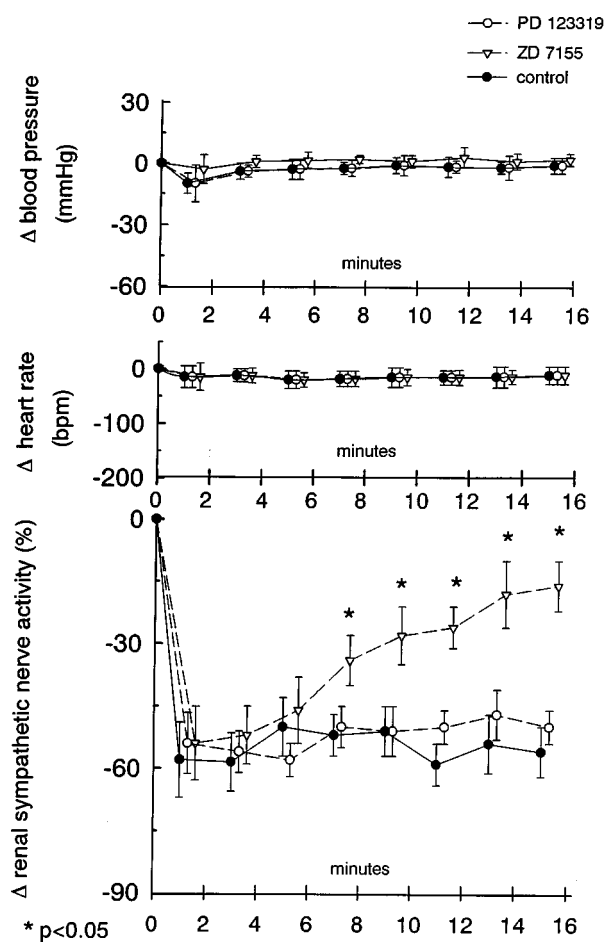 PD 123319
ZD 7155
control
Δ blood pressure
(mmHg)
30
0
-30
-60
minutes
0 2 4 6 8 10 12 14 16
Δ heart rate
(bpm)
0
-100
-200
minutes
0 2 4 6 8 10 12 14 16
Δ renal sympathetic nerve activity (%)
0
-30
-60
-90
* * * * *
minutes
0 2 4 6 8 10 12 14 16
* p<0.05